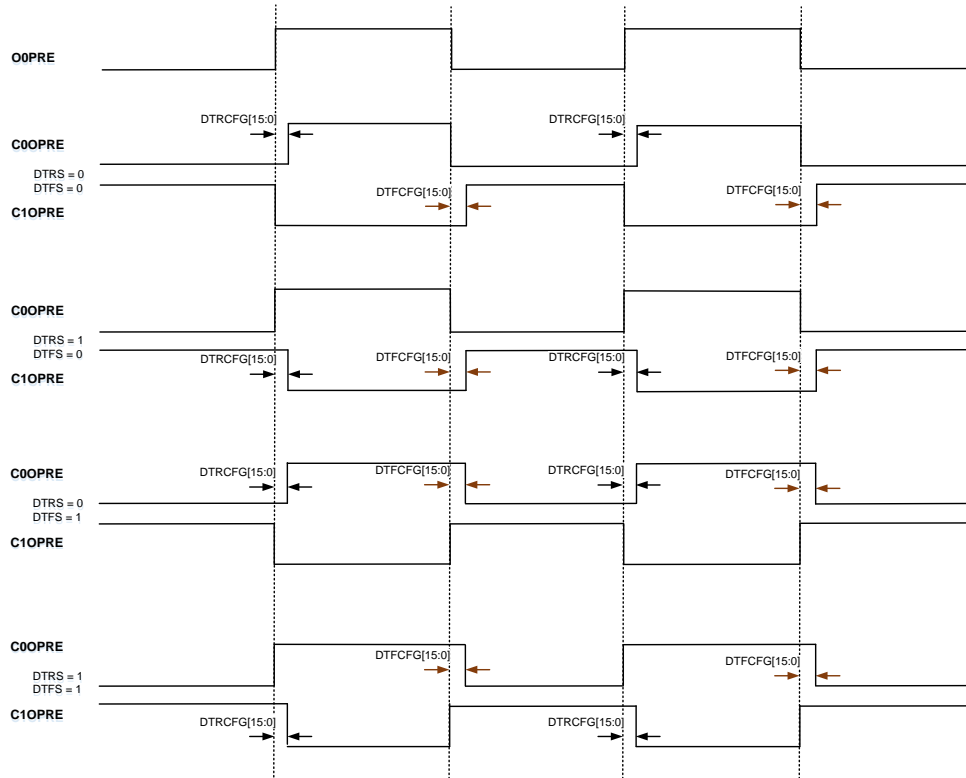 O0PRE
DTRCFG[15:0]
DTRCFG[15:0]
C0OPRE
DTRS = 0
DTFS = 0
DTFCFG[15:0]
DTFCFG[15:0]
C1OPRE
C0OPRE
DTRS = 1
DTFS = 0
DTRCFG[15:0]
DTFCFG[15:0]
DTRCFG[15:0]
DTFCFG[15:0]
C1OPRE
C0OPRE
DTRCFG[15:0]
DTFCFG[15:0]
DTRCFG[15:0]
DTFCFG[15:0]
DTRS = 0
DTFS = 1
C1OPRE
C0OPRE
DTFCFG[15:0]
DTFCFG[15:0]
DTRS = 1
DTFS = 1
C1OPRE
DTRCFG[15:0]
DTRCFG[15:0]